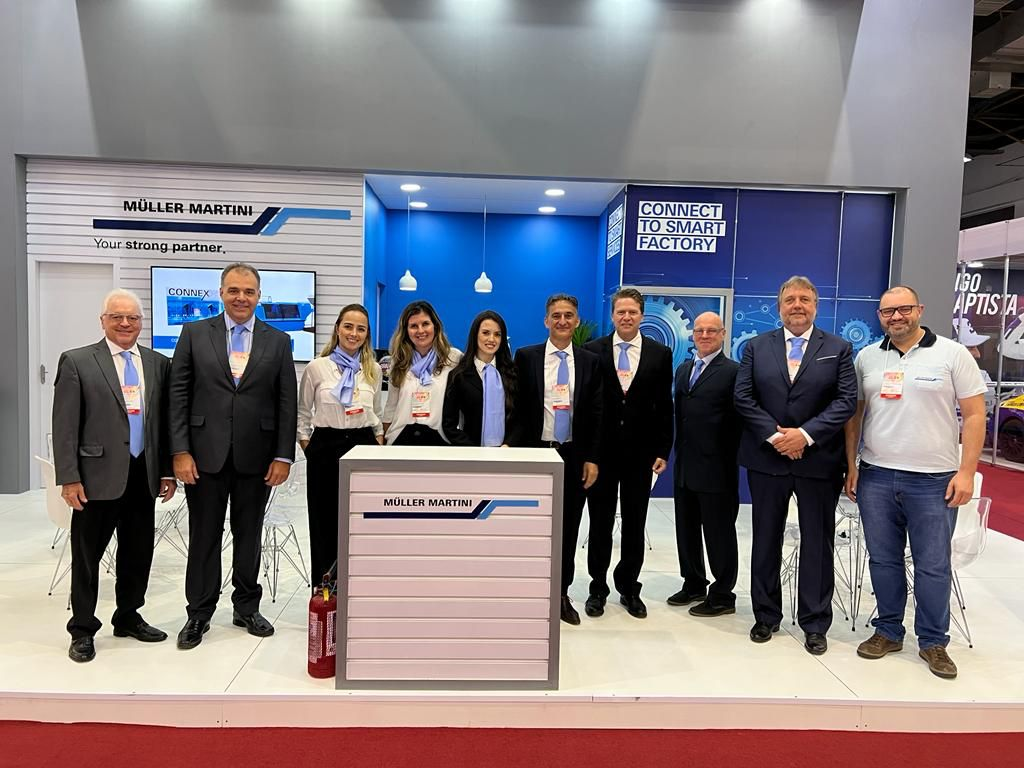 MÜLLER MARTINI
Your strong partner.
CONNEX
CONNECT
TO SMART
FACTORY
IGO
APTISTA
MÜLLER MARTINI